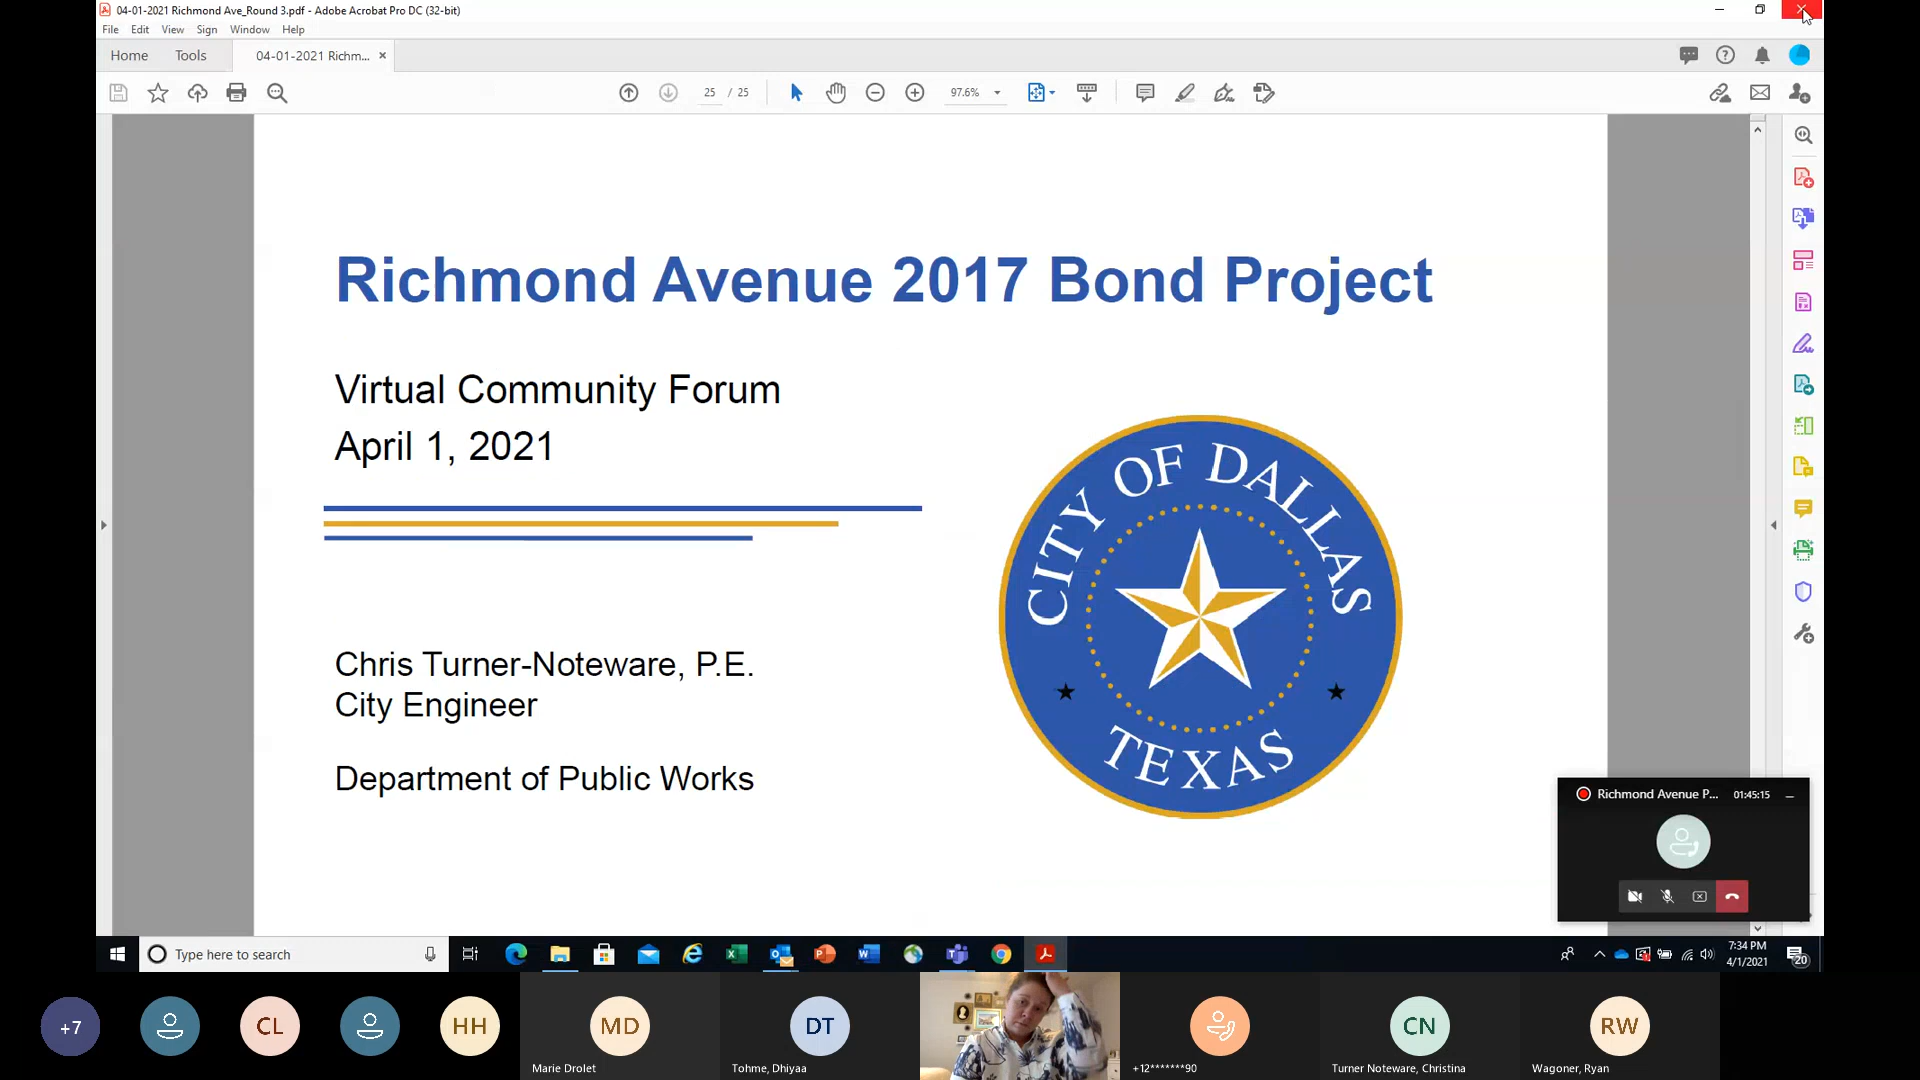 04-01-2021 Richmond Ave_Round 3.pdf - Adobe Acrobat Pro DC (32-bit)
File Edit View Sign Window Help
Home Tools 04-01-2021 Richm... ×
25 / 25 97.6%
Richmond Avenue 2017 Bond Project
Virtual Community Forum
April 1, 2021
CITY OF DALLAS
TEXAS
Chris Turner-Noteware, P.E.
City Engineer
Department of Public Works
Richmond Avenue P... 01:45:15
Type here to search
7:34 PM
4/1/2021
20
+7
CL
HH
MD
Marie Drolet
DT
Tohme, Dhiyaa
+12*******90
CN
Turner Noteware, Christina
RW
Wagoner, Ryan